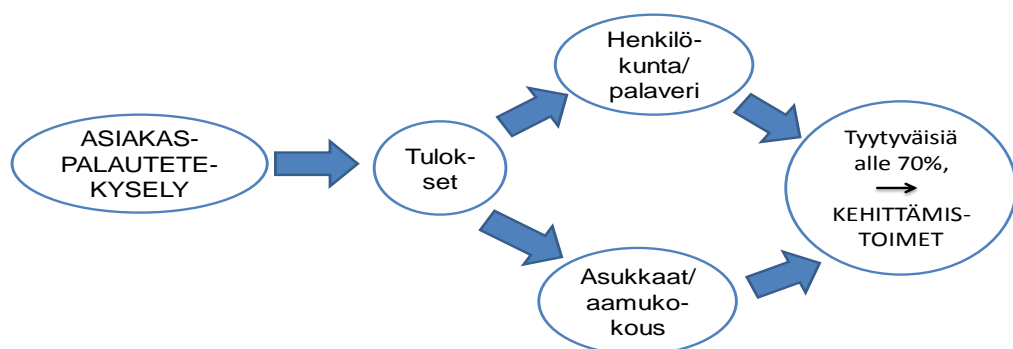 ASIAKAS-
PALAUTETE-
KYSELY
Tulok-
set
Henkilö-
kunta/
palaveri
Asukkaat/
aamuko-
kous
Tyytyväisiä
alle 70%,
KEHITTÄMIS-
TOIMET